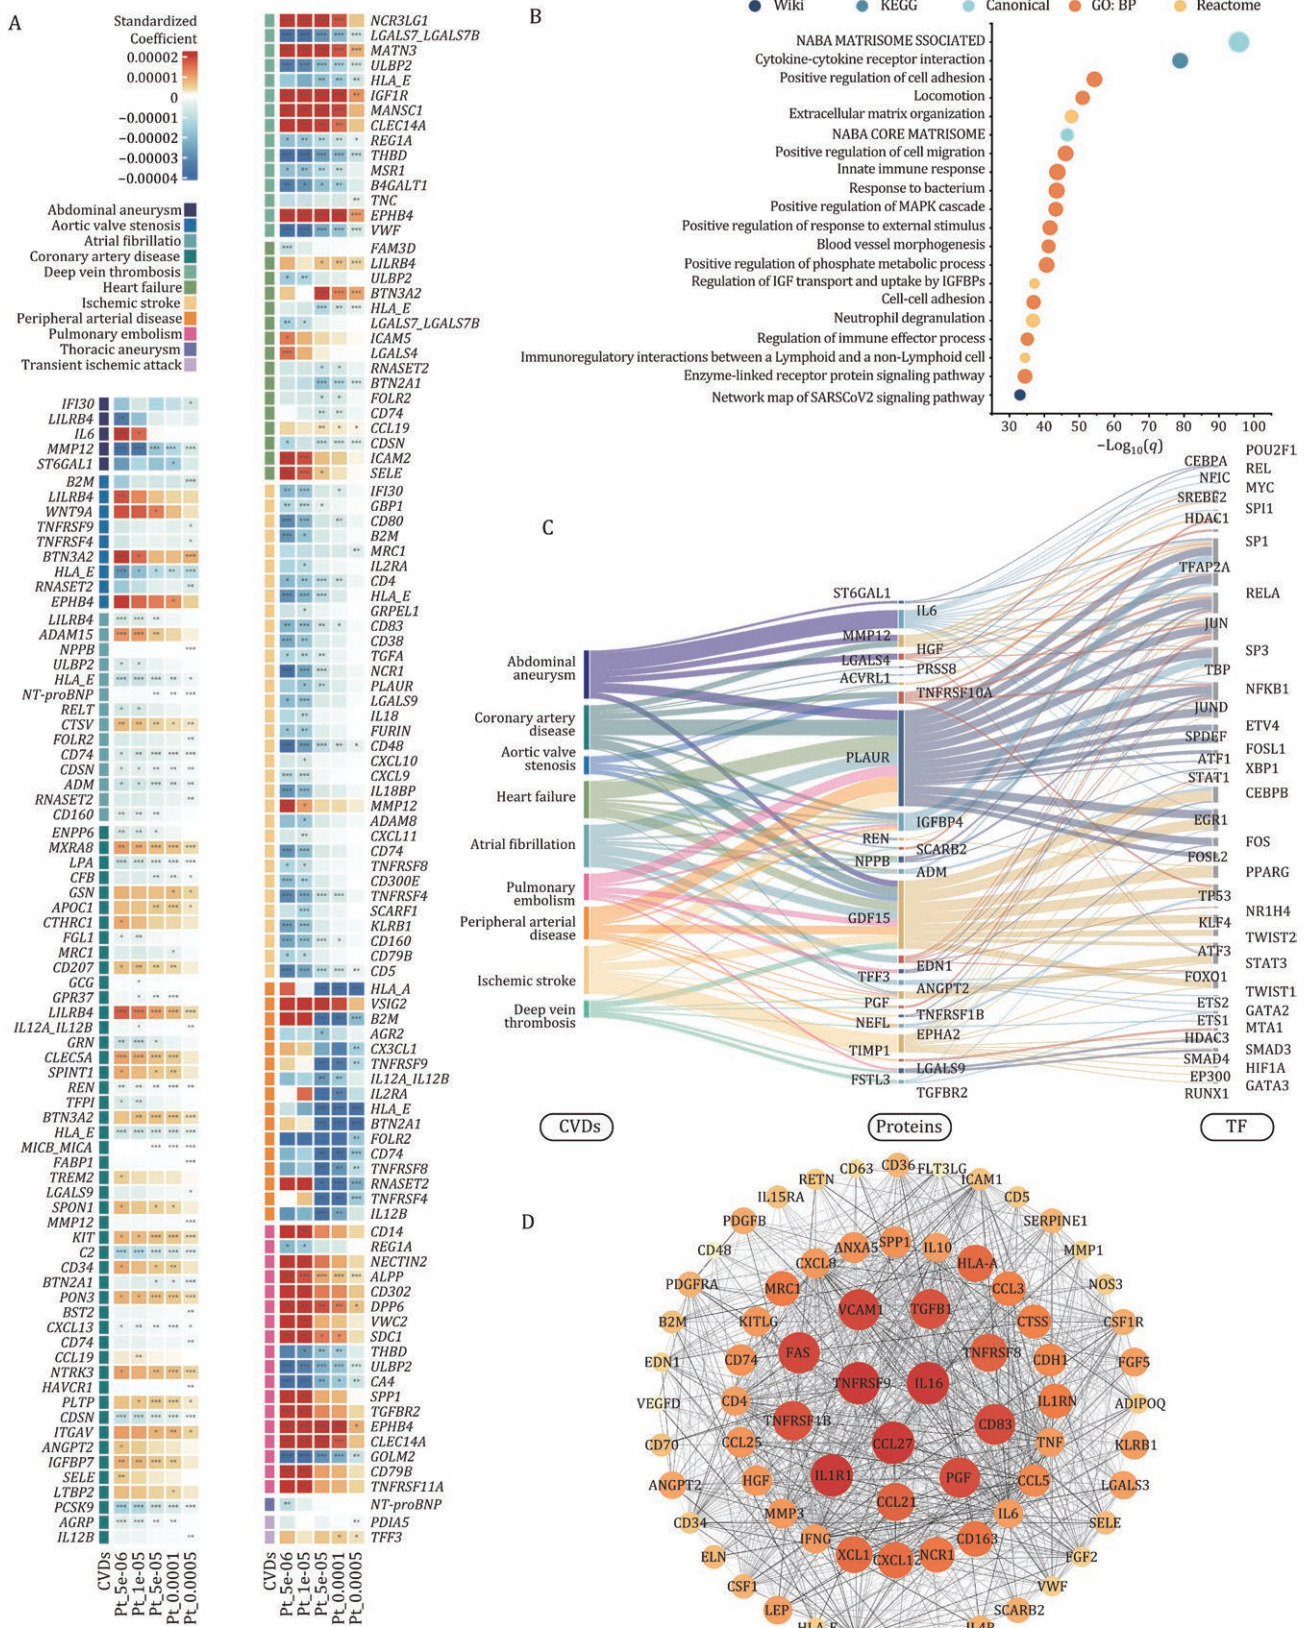 A
Standardized
Coefficient
0.00002
0.00001
0
−0.00001
−0.00002
−0.00003
−0.00004
Abdominal aneurysm
Aortic valve stenosis
Atrial fibrillatio
Coronary artery disease
Deep vein thrombosis
Heart failure
Ischemic stroke
Peripheral arterial disease
Pulmonary embolism
Thoracic aneurysm
Transient ischemic attack
IFI30
LILRB4
IL6
MMP12
ST6GAL1
B2M
LILRB4
WNT9A
TNFRSF9
TNFRSF4
BTN3A2
HLA_E
RNASET2
EPHB4
LILRB4
ADAM15
NPPB
ULBP2
HLA_E
NT-proBNP
RELT
CTSV
FOLR2
CD74
CDSN
ADM
RNASET2
CD160
ENPP6
MXRA8
LPA
CFB
GSN
APOC1
CTHRC1
FGL1
MRC1
CD207
GCG
GPR37
LILRB4
IL12A_IL12B
GRN
CLEC5A
SPINT1
REN
TFPI
BTN3A2
HLA_E
MICB_MICA
FABP1
TREM2
LGALS9
SPON1
MMP12
KIT
C2
CD34
BTN2A1
PON3
BST2
CXCL13
CD74
CCL19
NTRK3
HAVCR1
PLTP
CDSN
ITGAV
ANGPT2
IGFBP7
SELE
LTBP2
PCSK9
AGRP
IL12B
CVDs
Pt_5e-06
Pt_1e-05
Pt_5e-05
Pt_0.0001
Pt_0.0005
NCR3LG1
LGALS7_LGALS7B
MATN3
ULBP2
HLA_E
IGF1R
MANSC1
CLEC14A
REG1A
THBD
MSR1
B4GALT1
TNC
EPHB4
VWF
FAM3D
LILRB4
ULBP2
BTN3A2
HLA_E
LGALS7_LGALS7B
ICAM5
LGALS4
RNASET2
BTN2A1
FOLR2
CD74
CCL19
CDSN
ICAM2
SELE
IFI30
GBP1
CD80
B2M
MRC1
IL2RA
CD4
HLA_E
GRPEL1
CD83
CD38
TGFA
NCR1
PLAUR
LGALS9
IL18
FURIN
CD48
CXCL10
CXCL9
IL18BP
MMP12
ADAM8
CXCL11
CD74
TNFRSF8
CD300E
TNFRSF4
SCARF1
KLRB1
CD160
CD79B
CD5
HLA_A
VSIG2
B2M
AGR2
CX3CL1
TNFRSF9
IL12A_IL12B
IL2RA
HLA_E
BTN2A1
FOLR2
CD74
TNFRSF8
RNASET2
TNFRSF4
IL12B
CD14
REG1A
NECTIN2
ALPP
CD302
DPP6
VWC2
SDC1
THBD
ULBP2
CA4
SPP1
TGFBR2
EPHB4
CLEC14A
GOLM2
CD79B
TNFRSF11A
NT-proBNP
PDIA5
TFF3
CVDs
Pt_5e-06
Pt_1e-05
Pt_5e-05
Pt_0.0001
Pt_0.0005
B
Wiki
KEGG
Canonical
GO: BP
Reactome
NABA MATRISOME SSOCIATED
Cytokine-cytokine receptor interaction
Positive regulation of cell adhesion
Locomotion
Extracellular matrix organization
NABA CORE MATRISOME
Positive regulation of cell migration
Innate immune response
Response to bacterium
Positive regulation of MAPK cascade
Positive regulation of response to external stimulus
Blood vessel morphogenesis
Positive regulation of phosphate metabolic process
Regulation of IGF transport and uptake by IGFBPs
Cell-cell adhesion
Neutrophil degranulation
Regulation of immune effector process
Immunoregulatory interactions between a Lymphoid and a non-Lymphoid cell
Enzyme-linked receptor protein signaling pathway
Network map of SARSCoV2 signaling pathway
30 40 50 60 70 80 90 100
−Log10(q)
C
Abdominal
aneurysm
Coronary artery
disease
Aortic valve
stenosis
Heart failure
Atrial fibrillation
Pulmonary
embolism
Peripheral arterial
disease
Ischemic stroke
Deep vein
thrombosis
ST6GAL1
IL6
MMP12
HGF
LGALS4
PRSS8
ACVRL1
TNFRSF10A
PLAUR
IGFBP4
REN
SCARB2
NPPB
ADM
GDF15
EDN1
TFF3
ANGPT2
PGF
TNFRSF1B
NEFL
EPHA2
TIMP1
LGALS9
FSTL3
TGFBR2
POU2F1
CEBPA
REL
NFIC
MYC
SREBF2
SPI1
HDAC1
SP1
TFAP2A
RELA
JUN
SP3
TBP
NFKB1
JUND
ETV4
SPDEF
FOSL1
ATF1
XBP1
STAT1
CEBPB
EGR1
FOS
FOSL2
PPARG
TP53
NR1H4
KLF4
TWIST2
ATF3
STAT3
FOXO1
TWIST1
ETS2
GATA2
ETS1
MTA1
HDAC3
SMAD3
SMAD4
HIF1A
EP300
GATA3
RUNX1
CVDs
Proteins
TF
D
CD36
FLT3LG
CD63
ICAM1
RETN
CD5
IL15RA
SERPINE1
PDGFB
SPP1
IL10
ANXA5
CD48
CXCL8
HLA-A
MMP1
PDGFRA
MRC1
CCL3
NOS3
VCAM1
TGFB1
B2M
KITLG
CTSS
CSF1R
FAS
TNFRSF8
EDN1
CD74
CDH1
FGF5
TNFRSF9
IL16
VEGFD
CD4
IL1RN
ADIPOQ
TNFRSF1B
CD83
CD70
CCL25
CCL27
TNF
KLRB1
IL1R1
PGF
ANGPT2
HGF
CCL5
LGALS3
CCL21
CD34
MMP3
IL6
SELE
IFNG
CD163
ELN
XCL1
CXCL12
NCR1
FGF2
CSF1
VWF
LEP
SCARB2